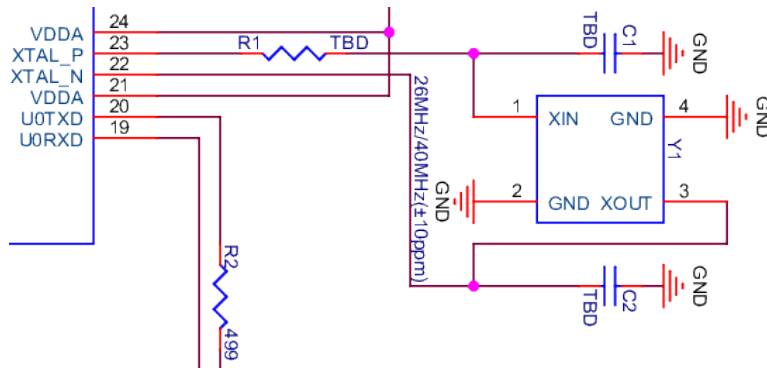 VDDA 24
XTAL_P 23
XTAL_N 22
VDDA 21
U0TXD 20
U0RXD 19
R1 TBD
TBD C1 GND
1 XIN GND 4 GND
Y1
GND 2 GND XOUT 3
26MHz/40MHz(±10ppm)
TBD C2 GND
R2
499